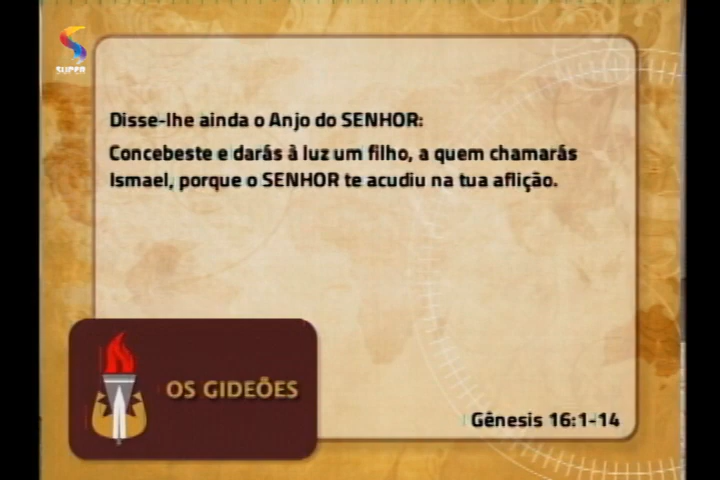 SUPER
Disse-lhe ainda o Anjo do SENHOR:
Concebeste e darás à luz um filho, a quem chamarás
Ismael, porque o SENHOR te acudiu na tua aflição.
OS GIDEÕES
Gênesis 16:1-14